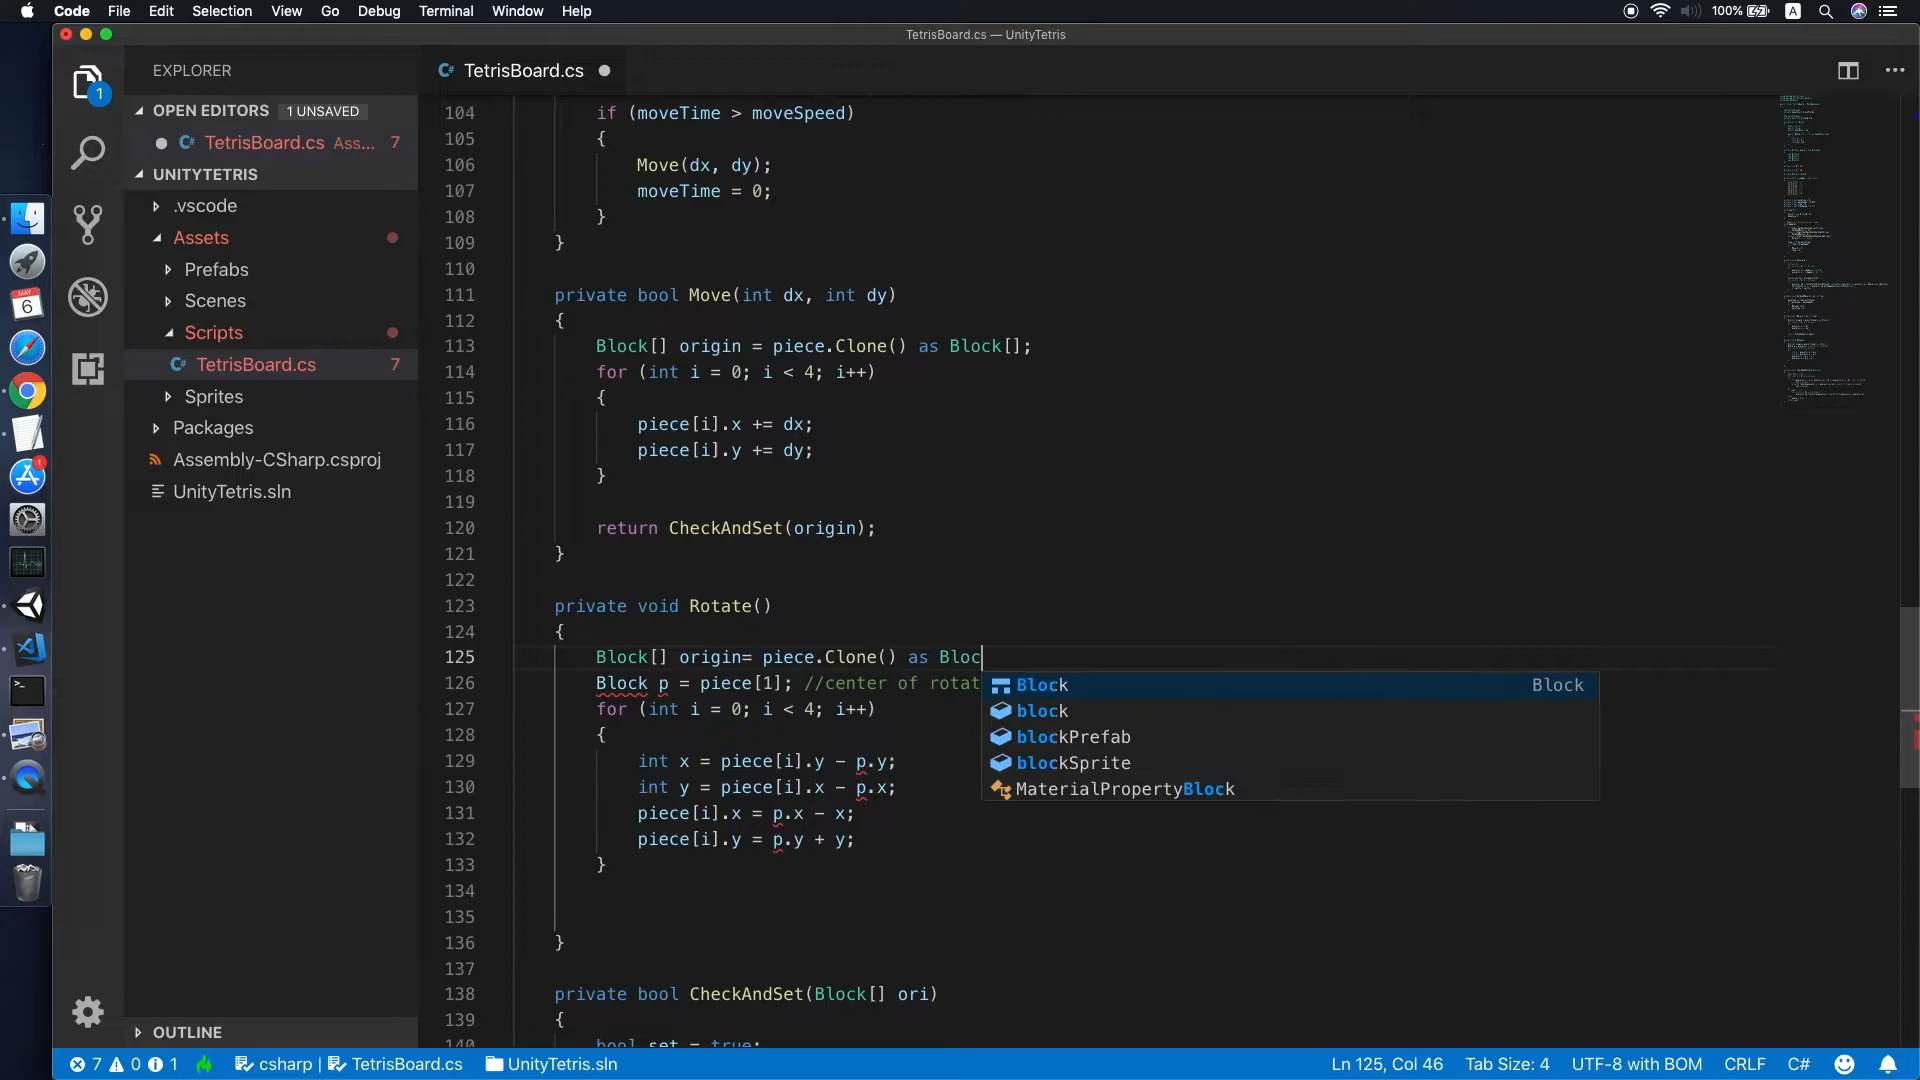 Code File Edit Selection View Go Debug Terminal Window Help 100% A
TetrisBoard.cs — UnityTetris
EXPLORER
1
OPEN EDITORS 1 UNSAVED
C# TetrisBoard.cs Ass... 7
UNITYTETRIS
.vscode
Assets
Prefabs
Scenes
Scripts
C# TetrisBoard.cs 7
Sprites
Packages
Assembly-CSharp.csproj
UnityTetris.sln
OUTLINE
MAY
6
1
C# TetrisBoard.cs
104 if (moveTime > moveSpeed)
105 {
106 Move(dx, dy);
107 moveTime = 0;
108 }
109 }
110
111 private bool Move(int dx, int dy)
112 {
113 Block[] origin = piece.Clone() as Block[];
114 for (int i = 0; i < 4; i++)
115 {
116 piece[i].x += dx;
117 piece[i].y += dy;
118 }
119
120 return CheckAndSet(origin);
121 }
122
123 private void Rotate()
124 {
125 Block[] origin= piece.Clone() as Bloc
126 Block p = piece[1]; //center of rotat
127 for (int i = 0; i < 4; i++)
128 {
129 int x = piece[i].y - p.y;
130 int y = piece[i].x - p.x;
131 piece[i].x = p.x - x;
132 piece[i].y = p.y + y;
133 }
134
135
136 }
137
138 private bool CheckAndSet(Block[] ori)
139 {
140 bool set = true;
Block Block
block
blockPrefab
blockSprite
MaterialPropertyBlock
7 0 1 csharp | TetrisBoard.cs UnityTetris.sln Ln 125, Col 46 Tab Size: 4 UTF-8 with BOM CRLF C#